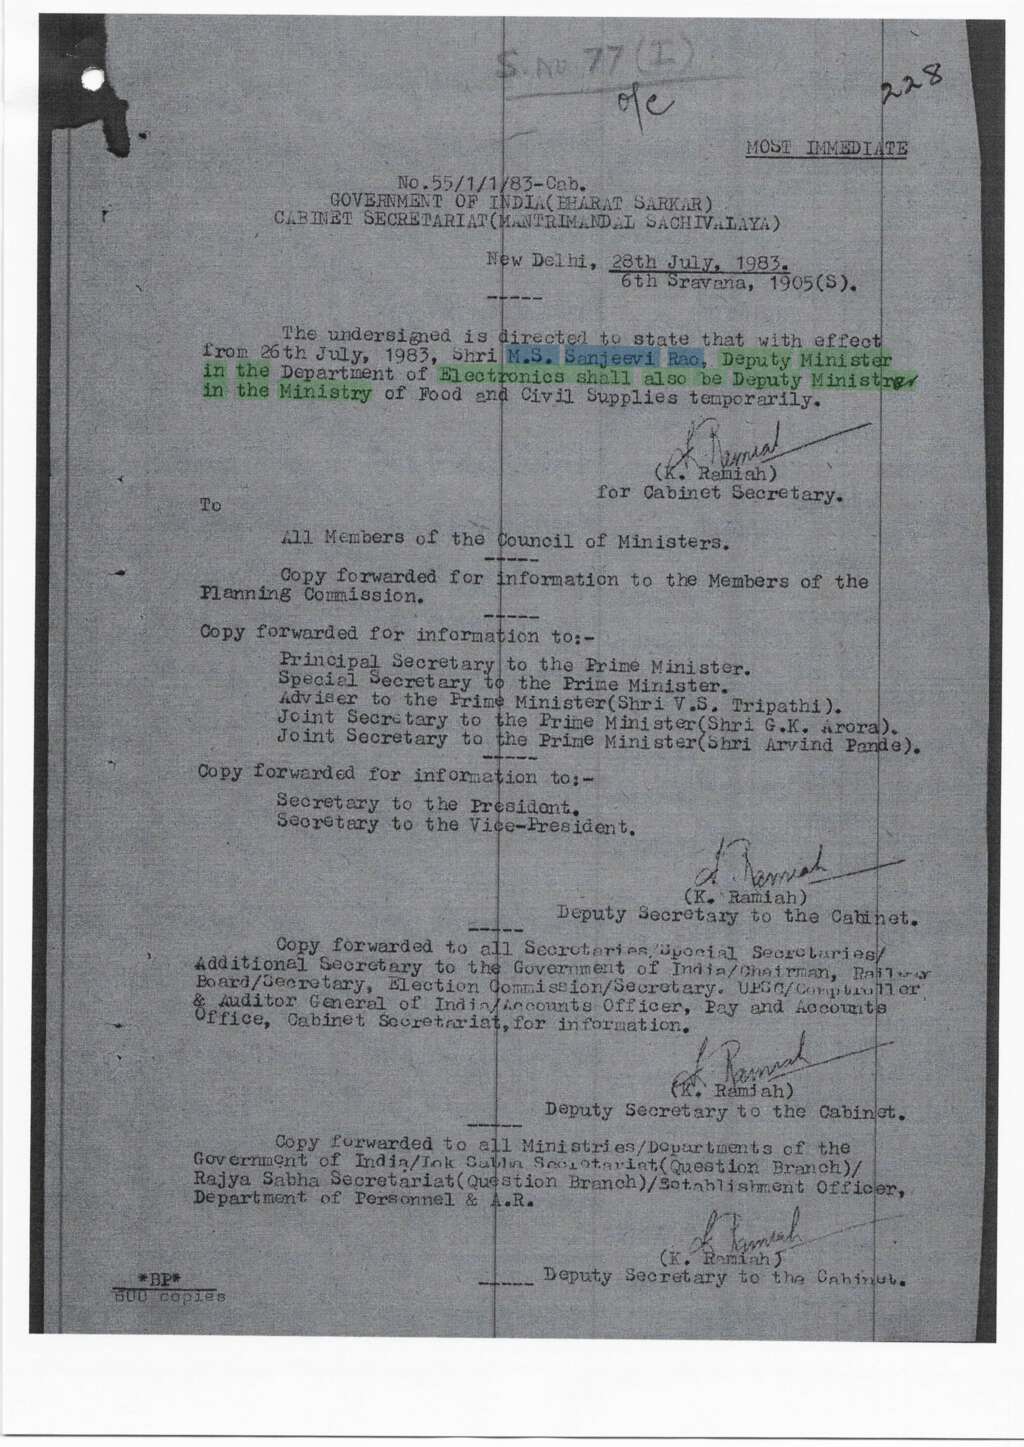 S. No. 77 (I)
o/c
228
MOST IMMEDIATE
No.55/1/1/83-Cab.
GOVERNMENT OF INDIA(BHARAT SARKAR)
CABINET SECRETARIAT(MANTRIMANDAL SACHIVALAYA)
New Delhi, 28th July, 1983.
6th Sravana, 1905(S).
-----
The undersigned is directed to state that with effect
from 26th July, 1983, Shri M.S. Sanjeevi Rao, Deputy Minister
in the Department of Electronics shall also be Deputy Minister
in the Ministry of Food and Civil Supplies temporarily.
K Ramiah
(K. Ramiah)
for Cabinet Secretary.
To
All Members of the Council of Ministers.
-----
Copy forwarded for information to the Members of the
Planning Commission.
-----
Copy forwarded for information to:-
Principal Secretary to the Prime Minister.
Special Secretary to the Prime Minister.
Adviser to the Prime Minister(Shri V.S. Tripathi).
Joint Secretary to the Prime Minister(Shri G.K. Arora).
Joint Secretary to the Prime Minister(Shri Arvind Pande).
-----
Copy forwarded for information to:-
Secretary to the President.
Secretary to the Vice-President.
K Ramiah
(K. Ramiah)
Deputy Secretary to the Cabinet.
-----
Copy forwarded to all Secretaries/Special Secretaries/
Additional Secretary to the Government of India/Chairman, Railway
Board/Secretary, Election Commission/Secretary. UPSC/Comptroller
& Auditor General of India/Accounts Officer, Pay and Accounts
Office, Cabinet Secretariat,for information.
K Ramiah
(K. Ramiah)
Deputy Secretary to the Cabinet.
-----
Copy forwarded to all Ministries/Departments of the
Government of India/Lok Sabha Secretariat(Question Branch)/
Rajya Sabha Secretariat(Question Branch)/Establishment Officer,
Department of Personnel & A.R.
K Ramiah
(K. Ramiah)
Deputy Secretary to the Cabinet.
-----
*BP*
600 copies